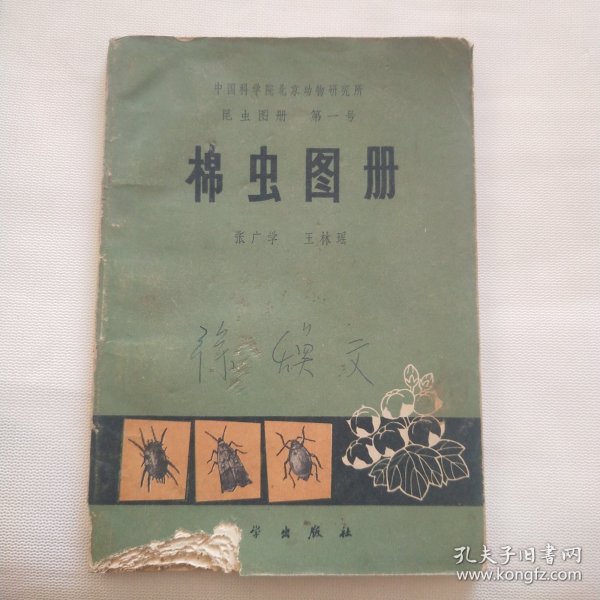 中国科学院北京动物研究所
昆虫图册 第一号
棉虫图册
张广学 王林瑶
徐 文
学出版社
孔夫子旧书网
www.kongfz.com